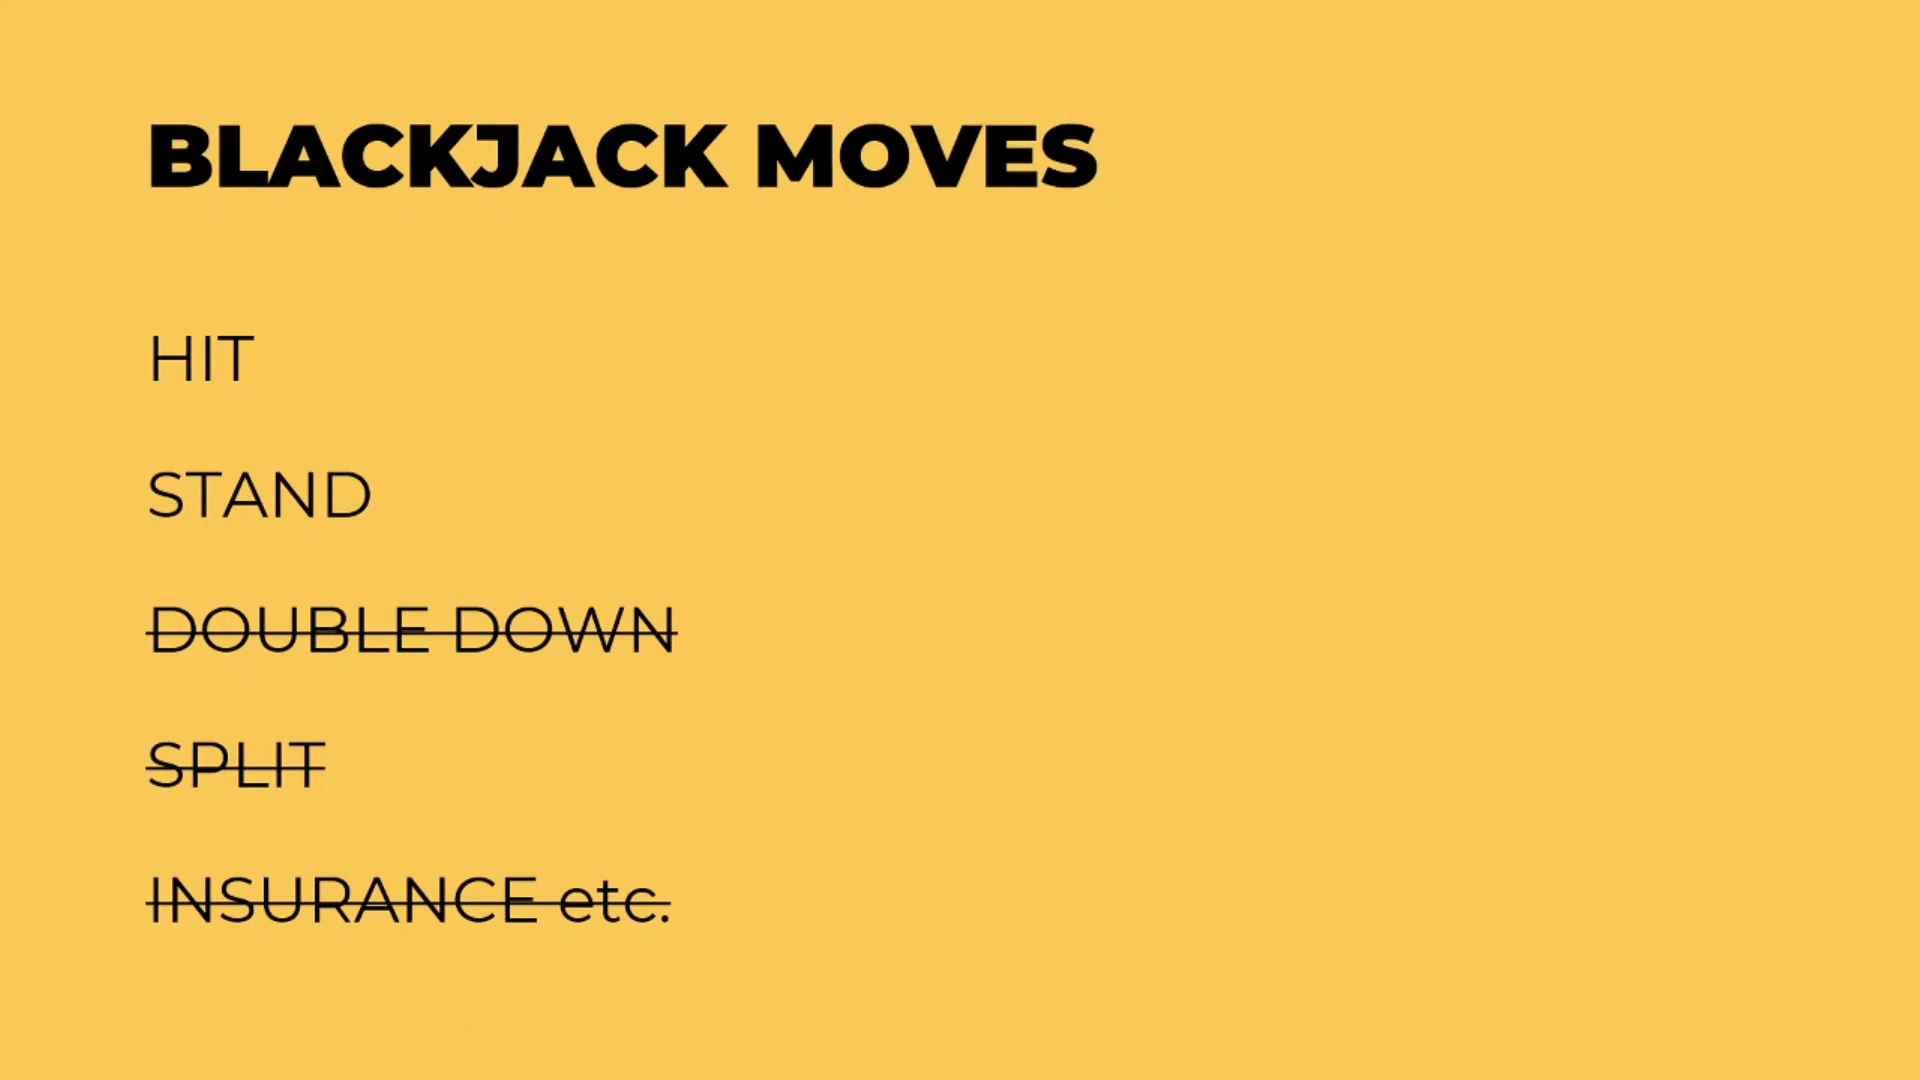 BLACKJACK MOVES
HIT
STAND
DOUBLE DOWN
SPLIT
INSURANCE etc.